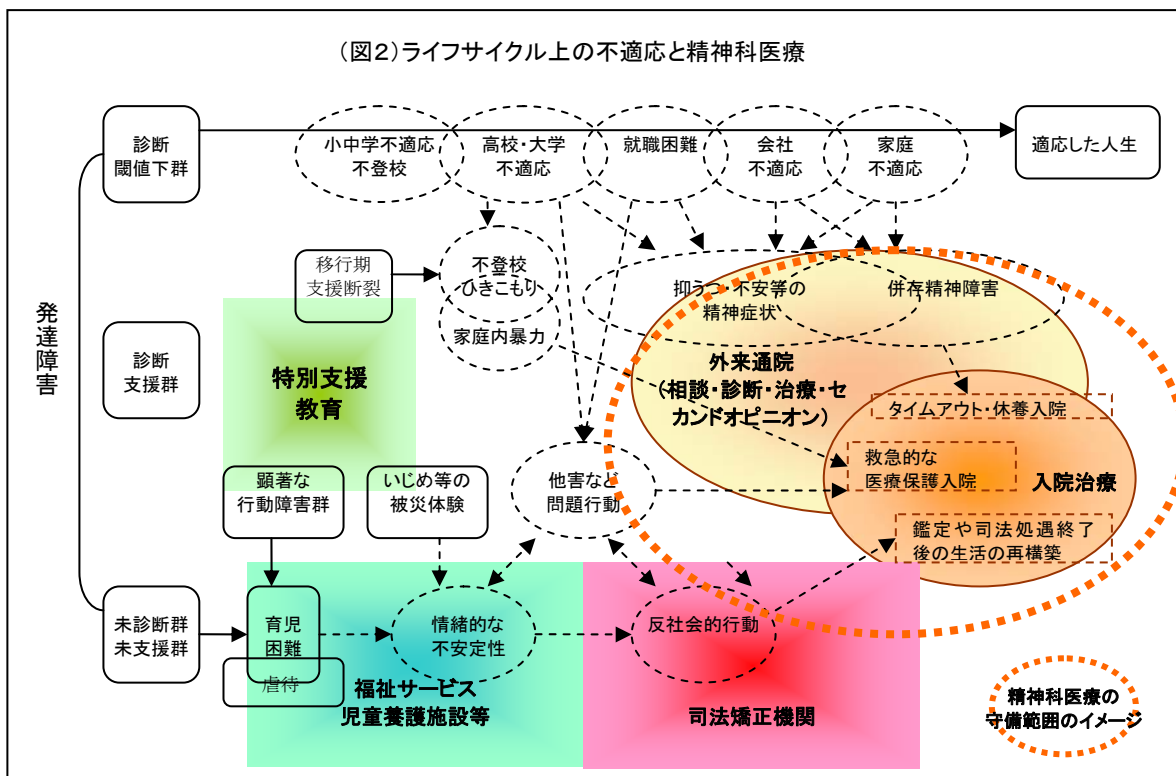 (図2)ライフサイクル上の不適応と精神科医療
診断
閾値下群
小中学不適応
不登校
高校・大学
不適応
就職困難
会社
不適応
家庭
不適応
適応した人生
移行期
支援断裂
不登校
ひきこもり
家庭内暴力
抑うつ・不安等の
精神症状
併存精神障害
発達障害
診断
支援群
特別支援
教育
外来通院
(相談・診断・治療・セ
カンドオピニオン)
タイムアウト・休養入院
救急的な
医療保護入院
入院治療
顕著な
行動障害群
いじめ等の
被災体験
他害など
問題行動
鑑定や司法処遇終了
後の生活の再構築
未診断群
未支援群
育児
困難
虐待
情緒的な
不安定性
反社会的行動
福祉サービス
児童養護施設等
司法矯正機関
精神科医療の
守備範囲のイメージ